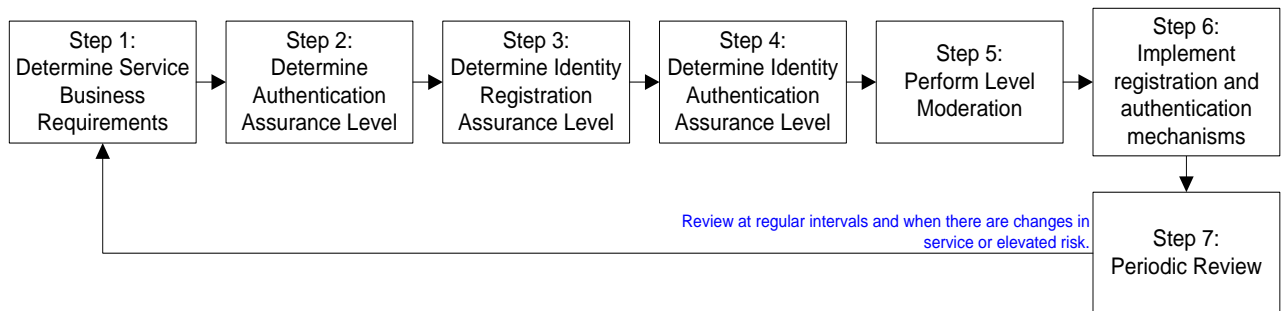 Step 1:
Determine Service
Business
Requirements
Step 2:
Determine
Authentication
Assurance Level
Step 3:
Determine Identity
Registration
Assurance Level
Step 4:
Determine Identity
Authentication
Assurance Level
Step 5:
Perform Level
Moderation
Step 6:
Implement
registration and
authentication
mechanisms
Review at regular intervals and when there are changes in
service or elevated risk.
Step 7:
Periodic Review